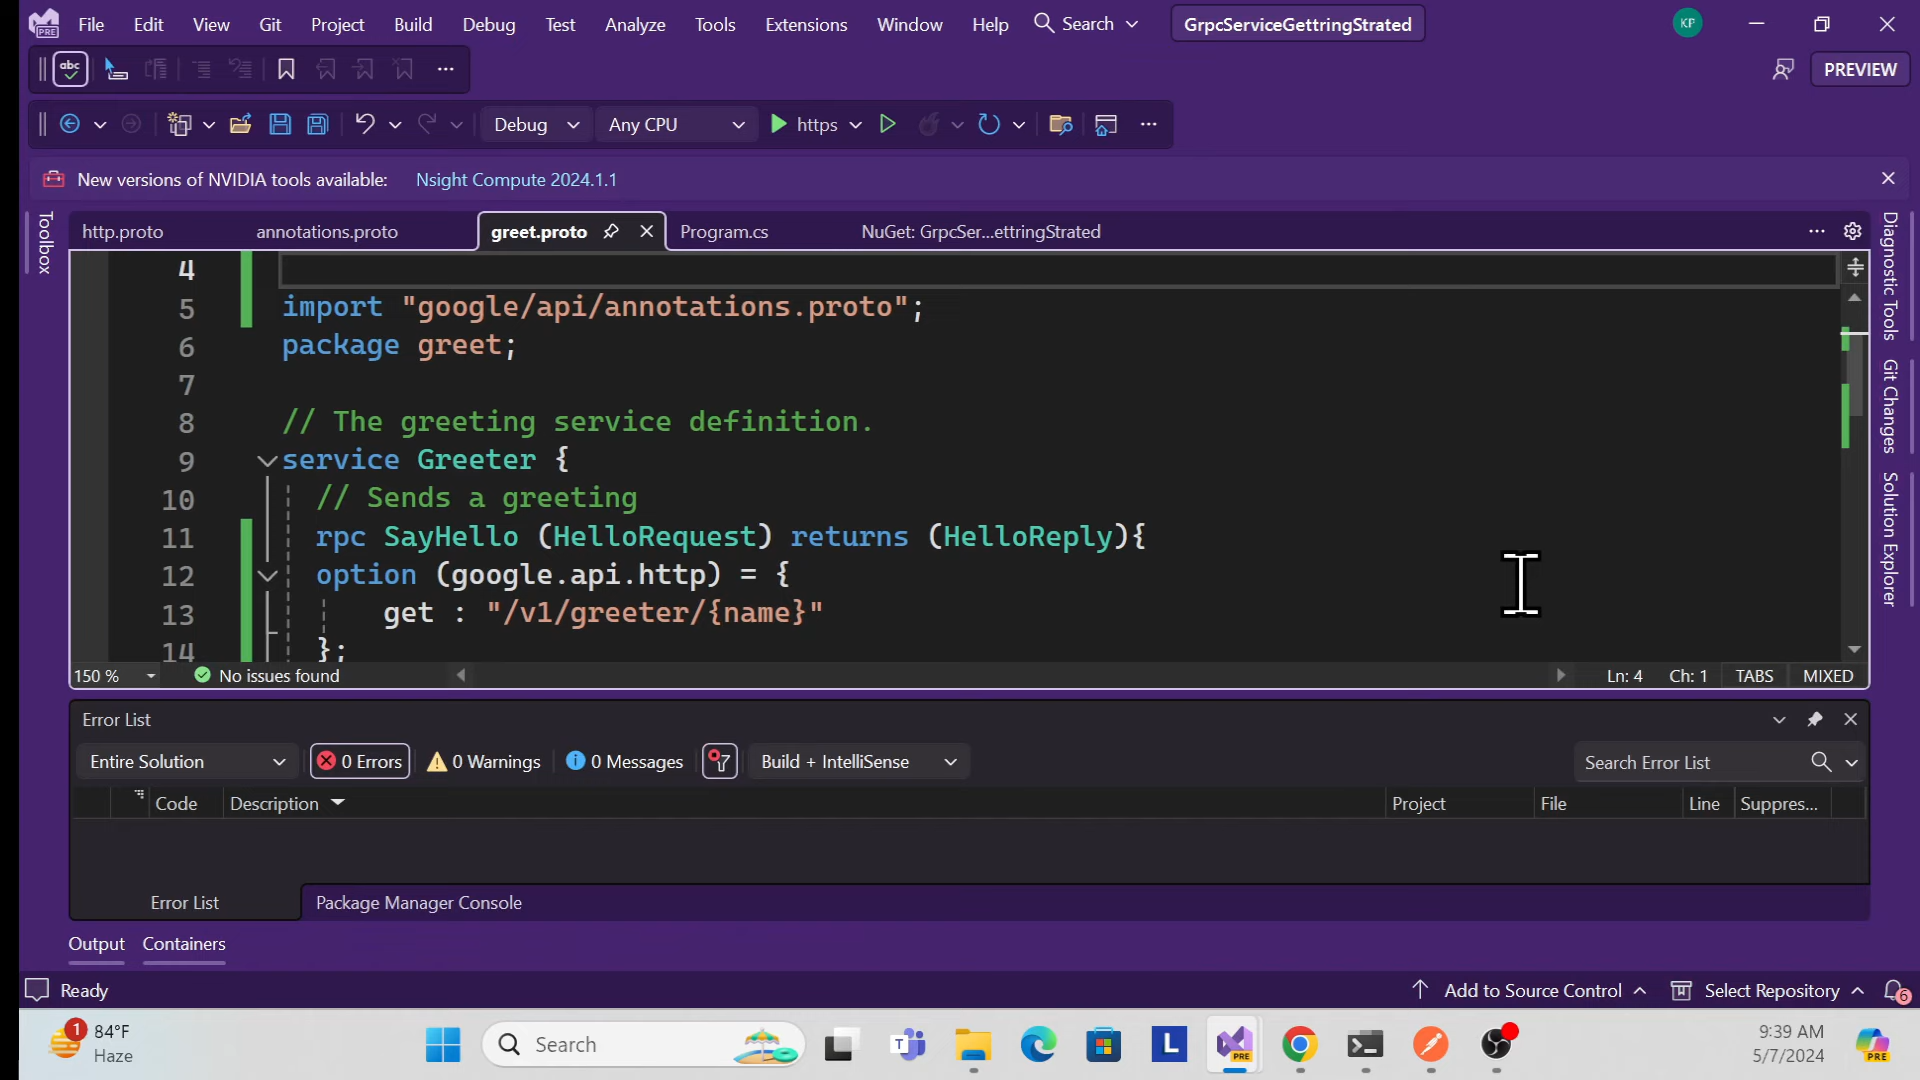 File Edit View Git Project Build Debug Test Analyze Tools Extensions Window Help Search GrpcServiceGettringStrated KP
PRE
abc PREVIEW
Debug Any CPU https
New versions of NVIDIA tools available: Nsight Compute 2024.1.1
Toolbox
http.proto annotations.proto greet.proto Program.cs NuGet: GrpcSer...ettringStrated
4
5 import "google/api/annotations.proto";
6 package greet;
7
8 // The greeting service definition.
9 service Greeter {
10 // Sends a greeting
11 rpc SayHello (HelloRequest) returns (HelloReply){
12 option (google.api.http) = {
13 get : "/v1/greeter/{name}"
14 };
Diagnostic Tools
Git Changes
Solution Explorer
150 % No issues found Ln: 4 Ch: 1 TABS MIXED
Error List
Entire Solution 0 Errors 0 Warnings 0 Messages Build + IntelliSense Search Error List
Code Description Project File Line Suppres...
Error List Package Manager Console
Output Containers
Ready Add to Source Control Select Repository 6
1 84°F Search T L PRE 9:39 AM PRE
Haze 5/7/2024